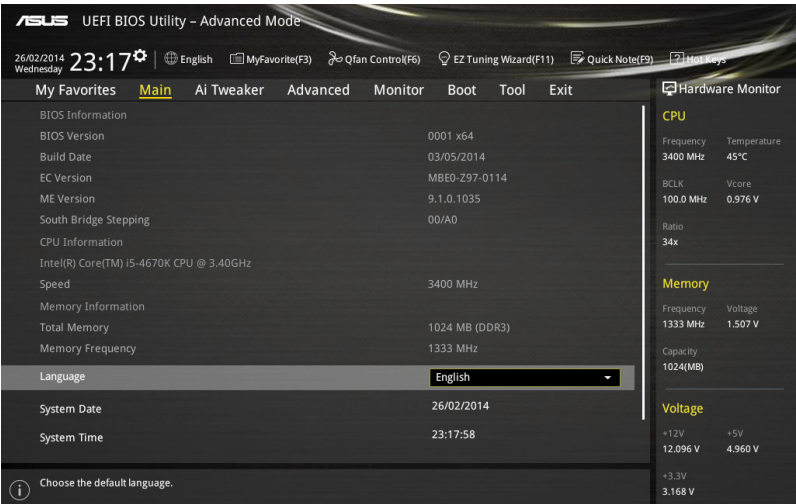 ASUS UEFI BIOS Utility – Advanced Mode
26/02/2014
Wednesday 23:17 English MyFavorite(F3) Qfan Control(F6) EZ Tuning Wizard(F11) Quick Note(F9) ? Hot Keys
My Favorites Main Ai Tweaker Advanced Monitor Boot Tool Exit
BIOS Information
BIOS Version 0001 x64
Build Date 03/05/2014
EC Version MBE0-Z97-0114
ME Version 9.1.0.1035
South Bridge Stepping 00/A0
CPU Information
Intel(R) Core(TM) i5-4670K CPU @ 3.40GHz
Speed 3400 MHz
Memory Information
Total Memory 1024 MB (DDR3)
Memory Frequency 1333 MHz
Language English
System Date 26/02/2014
System Time 23:17:58
i Choose the default language.
Hardware Monitor
CPU
Frequency Temperature
3400 MHz 45°C
BCLK Vcore
100.0 MHz 0.976 V
Ratio
34x
Memory
Frequency Voltage
1333 MHz 1.507 V
Capacity
1024(MB)
Voltage
+12V +5V
12.096 V 4.960 V
+3.3V
3.168 V